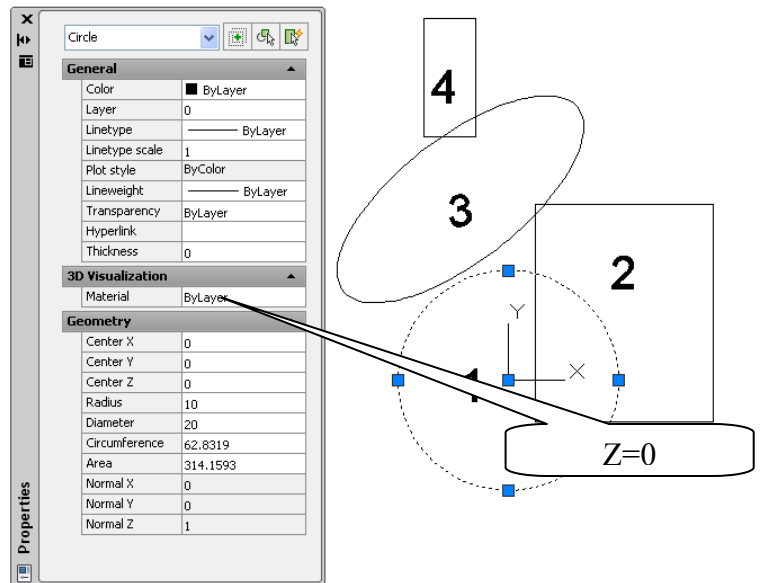 Circle
General
Color ByLayer
Layer 0
Linetype ByLayer
Linetype scale 1
Plot style ByColor
Lineweight ByLayer
Transparency ByLayer
Hyperlink
Thickness 0
3D Visualization
Material ByLayer
Geometry
Center X 0
Center Y 0
Center Z 0
Radius 10
Diameter 20
Circumference 62.8319
Area 314.1593
Normal X 0
Normal Y 0
Normal Z 1
Properties
4
3
2
Y
X
1
Z=0